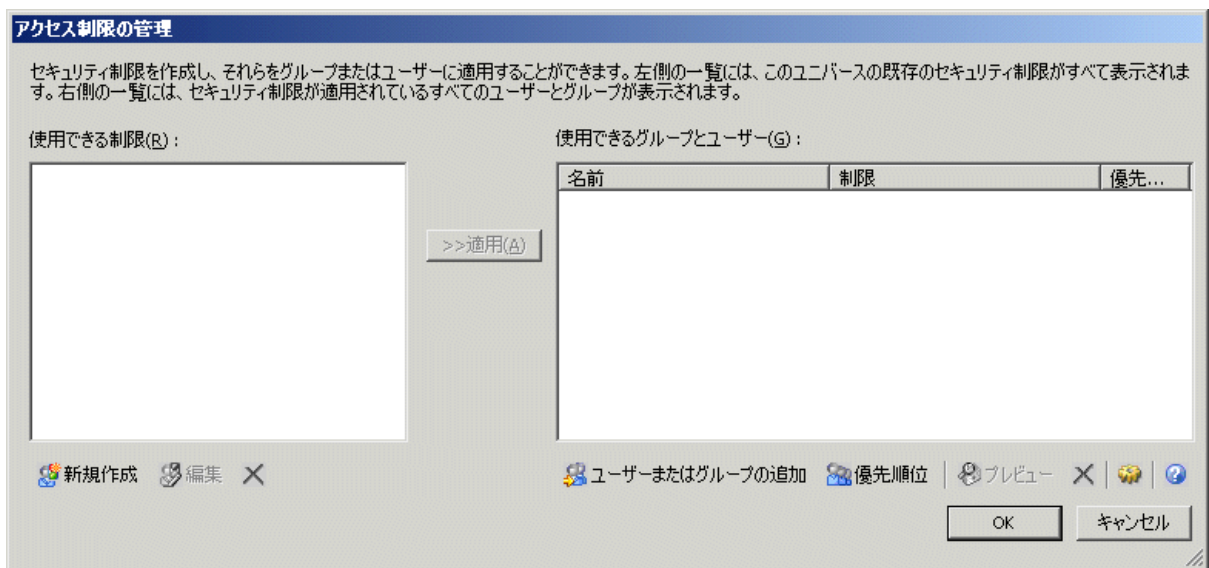 アクセス制限の管理
セキュリティ制限を作成し、それらをグループまたはユーザーに適用することができます。左側の一覧には、このユニバースの既存のセキュリティ制限がすべて表示されま
す。右側の一覧には、セキュリティ制限が適用されているすべてのユーザーとグループが表示されます。
使用できる制限(R)：
使用できるグループとユーザー(G)：
名前 制限 優先...
>>適用(A)
新規作成 編集
ユーザーまたはグループの追加 優先順位 プレビュー
OK キャンセル